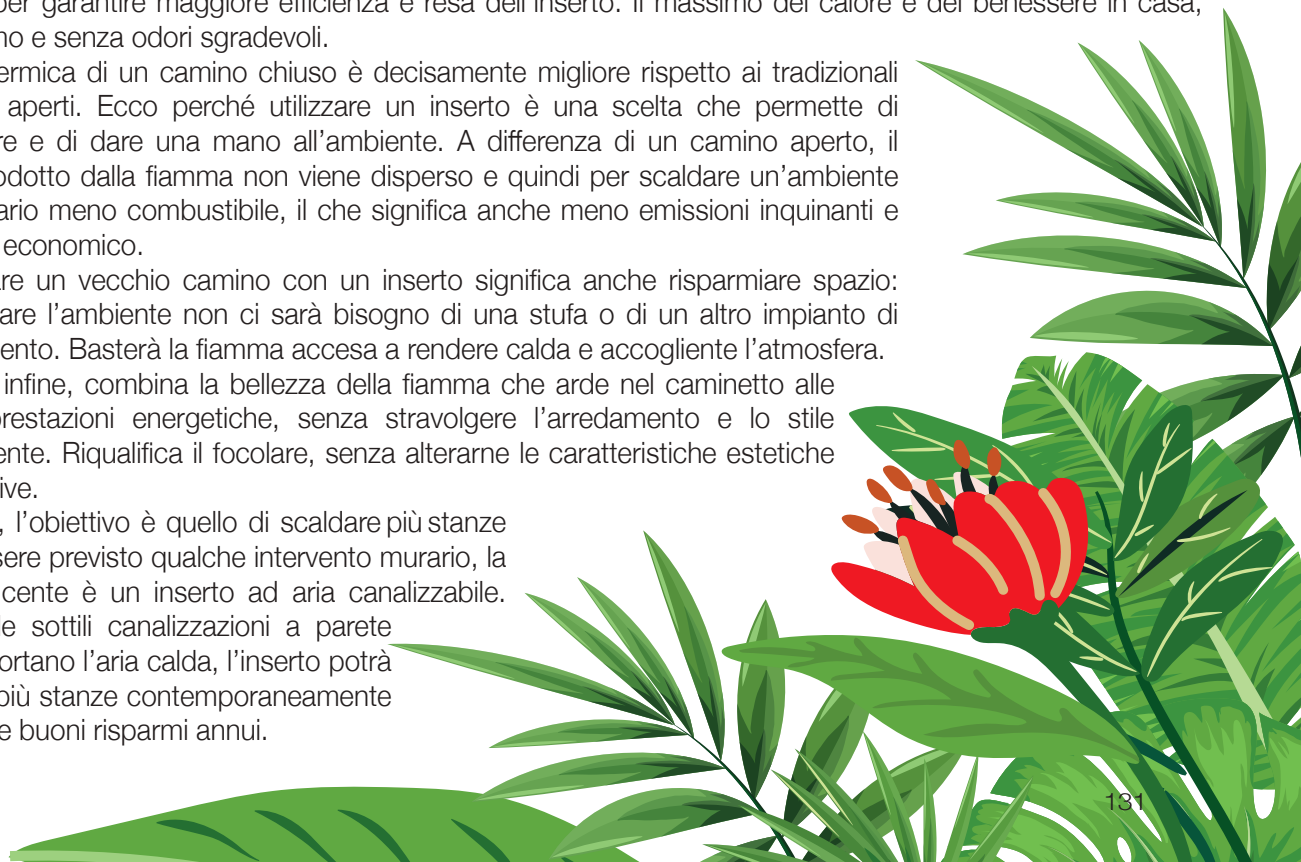 per garantire maggiore efficienza e resa dell'inserto. Il massimo del calore e del benessere in casa,
no e senza odori sgradevoli.
ermica di un camino chiuso è decisamente migliore rispetto ai tradizionali
aperti. Ecco perché utilizzare un inserto è una scelta che permette di
re e di dare una mano all’ambiente. A differenza di un camino aperto, il
odotto dalla fiamma non viene disperso e quindi per scaldare un’ambiente
ario meno combustibile, il che significa anche meno emissioni inquinanti e
economico.
are un vecchio camino con un inserto significa anche risparmiare spazio:
are l’ambiente non ci sarà bisogno di una stufa o di un altro impianto di
ento. Basterà la fiamma accesa a rendere calda e accogliente l’atmosfera.
infine, combina la bellezza della fiamma che arde nel caminetto alle
prestazioni energetiche, senza stravolgere l’arredamento e lo stile
ente. Riqualifica il focolare, senza alterarne le caratteristiche estetiche
ive.
, l’obiettivo è quello di scaldare più stanze
sere previsto qualche intervento murario, la
cente è un inserto ad aria canalizzabile.
le sottili canalizzazioni a parete
ortano l’aria calda, l’inserto potrà
più stanze contemporaneamente
e buoni risparmi annui.
131